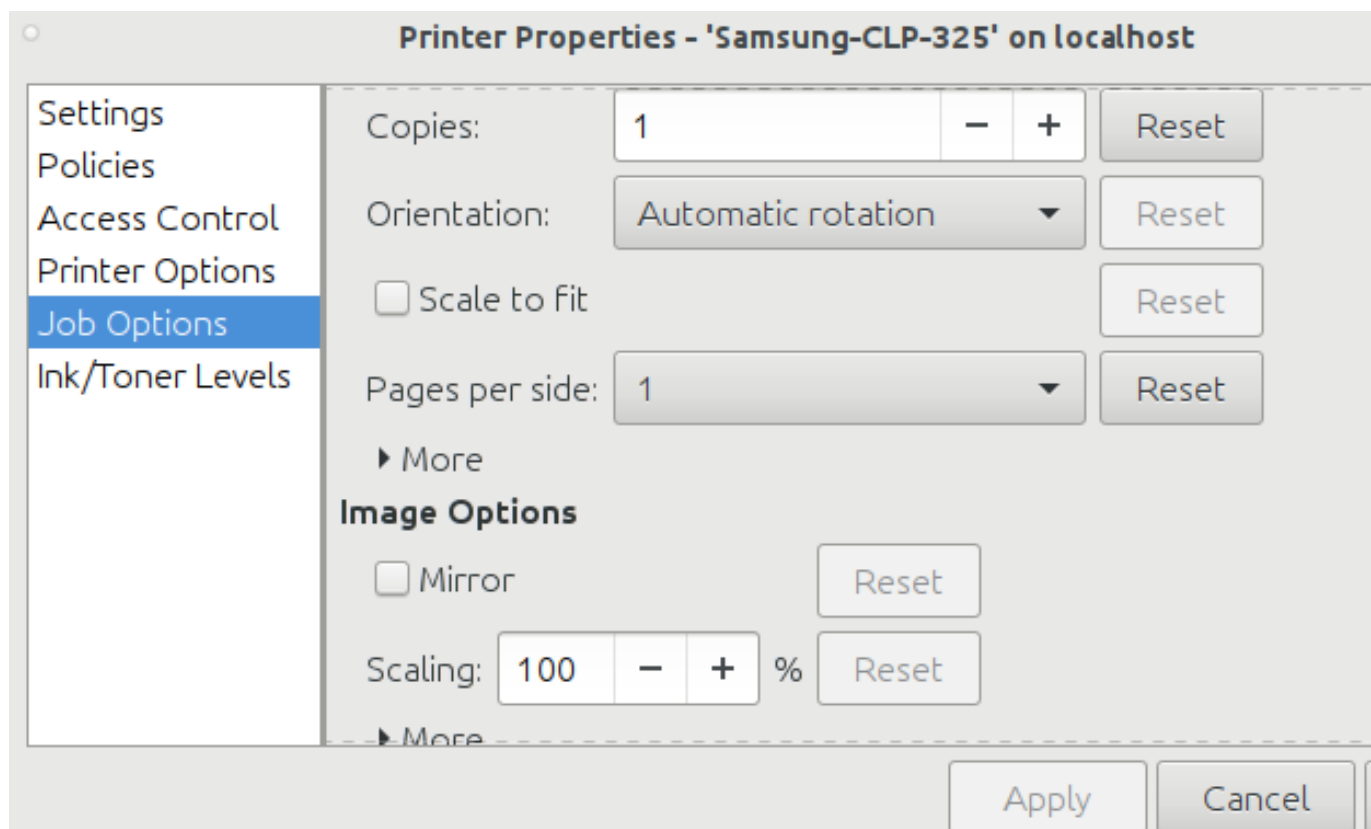 Printer Properties - 'Samsung-CLP-325' on localhost
Settings
Policies
Access Control
Printer Options
Job Options
Ink/Toner Levels
Copies: 1 − + Reset
Orientation: Automatic rotation Reset
Scale to fit Reset
Pages per side: 1 Reset
More
Image Options
Mirror Reset
Scaling: 100 − + % Reset
More
Apply Cancel